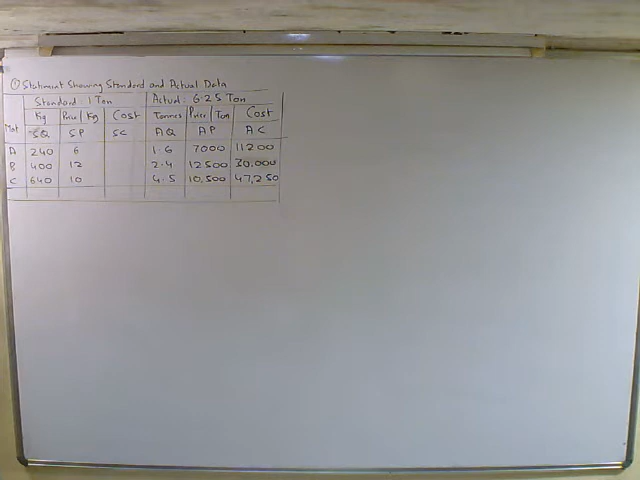 ① Statement Showing Standard and Actual Data
Standard 1 Ton Actual: 6.25 Ton
Mat Kg Price/Kg Cost Tonnes Price/Ton Cost
SQ SP SC AQ AP AC
A 240 6 1.6 7000 11200
B 400 12 2.4 12500 30,000
C 640 10 4.5 10,500 47,250